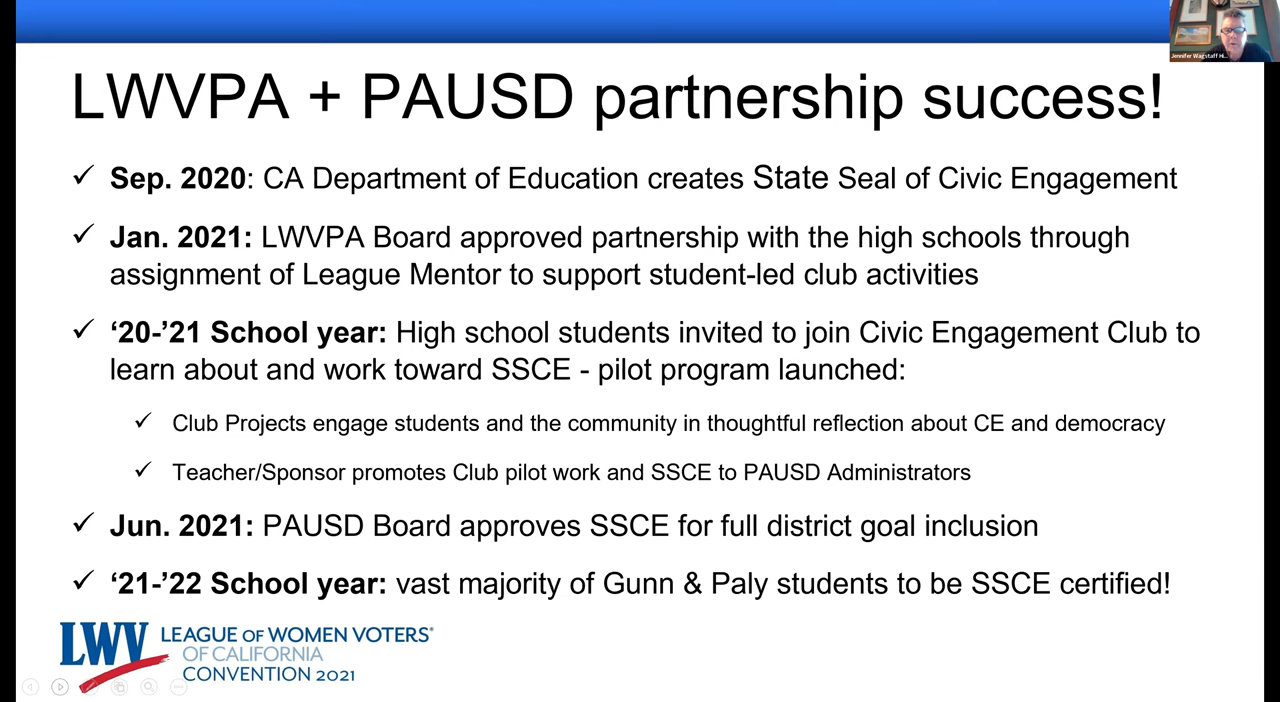 Jennifer Wagstaff Hi...
LWVPA + PAUSD partnership success!
✓ Sep. 2020: CA Department of Education creates State Seal of Civic Engagement
✓ Jan. 2021: LWVPA Board approved partnership with the high schools through
assignment of League Mentor to support student-led club activities
✓ ‘20-’21 School year: High school students invited to join Civic Engagement Club to
learn about and work toward SSCE - pilot program launched:
✓ Club Projects engage students and the community in thoughtful reflection about CE and democracy
✓ Teacher/Sponsor promotes Club pilot work and SSCE to PAUSD Administrators
✓ Jun. 2021: PAUSD Board approves SSCE for full district goal inclusion
✓ ‘21-’22 School year: vast majority of Gunn & Paly students to be SSCE certified!
LWV LEAGUE OF WOMEN VOTERS®
OF CALIFORNIA
CONVENTION 2021